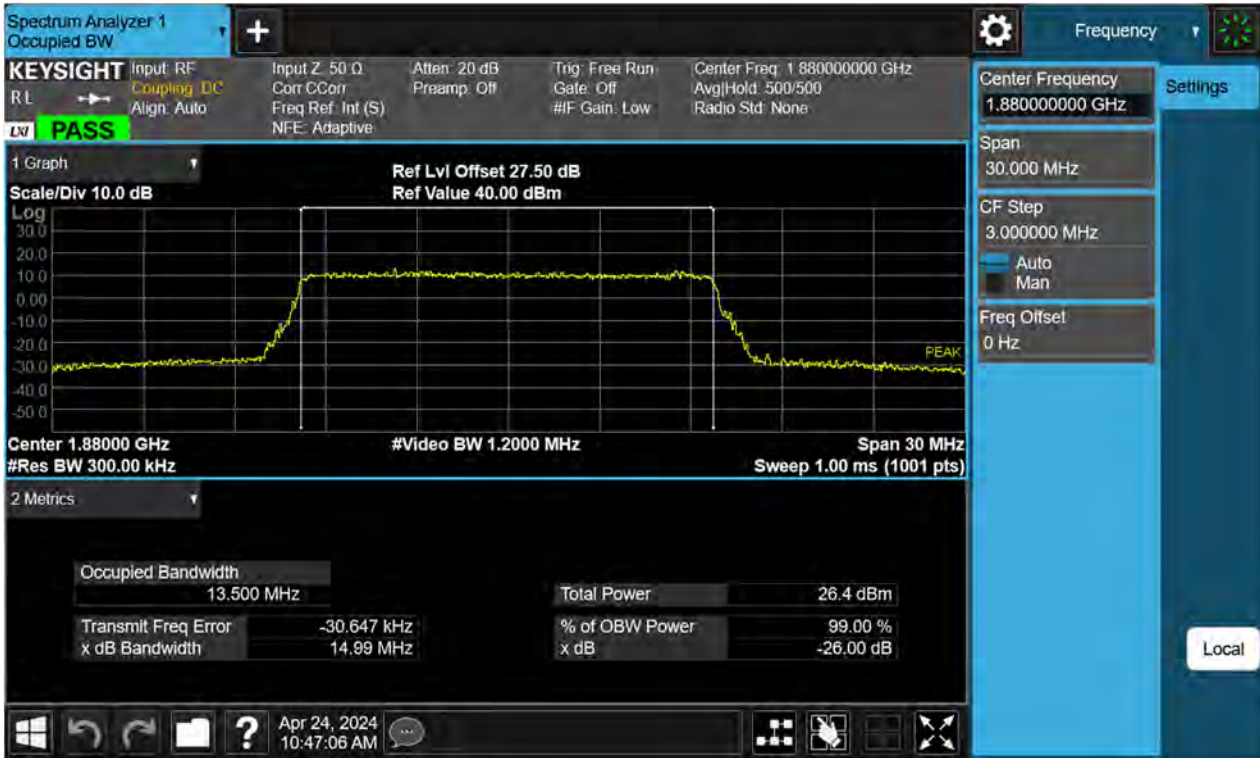 Spectrum Analyzer 1
Occupied BW
+
Frequency
KEYSIGHT
R L
LXI
PASS
Input: RF
Coupling: DC
Align: Auto
Input Z: 50 Ω
Corr CCorr
Freq Ref: Int (S)
NFE: Adaptive
Atten: 20 dB
Preamp: Off
Trig: Free Run
Gate: Off
#IF Gain: Low
Center Freq: 1.880000000 GHz
Avg|Hold: 500/500
Radio Std: None
Center Frequency
1.880000000 GHz
Settings
Span
30.000 MHz
CF Step
3.000000 MHz
Auto
Man
Freq Offset
0 Hz
Local
1 Graph
Scale/Div 10.0 dB
Ref Lvl Offset 27.50 dB
Ref Value 40.00 dBm
Log
30.0
20.0
10.0
0.00
-10.0
-20.0
-30.0
-40.0
-50.0
PEAK
Center 1.88000 GHz
#Video BW 1.2000 MHz
Span 30 MHz
#Res BW 300.00 kHz
Sweep 1.00 ms (1001 pts)
2 Metrics
Occupied Bandwidth
13.500 MHz
Transmit Freq Error -30.647 kHz
x dB Bandwidth 14.99 MHz
Total Power 26.4 dBm
% of OBW Power 99.00 %
x dB -26.00 dB
?
Apr 24, 2024
10:47:06 AM